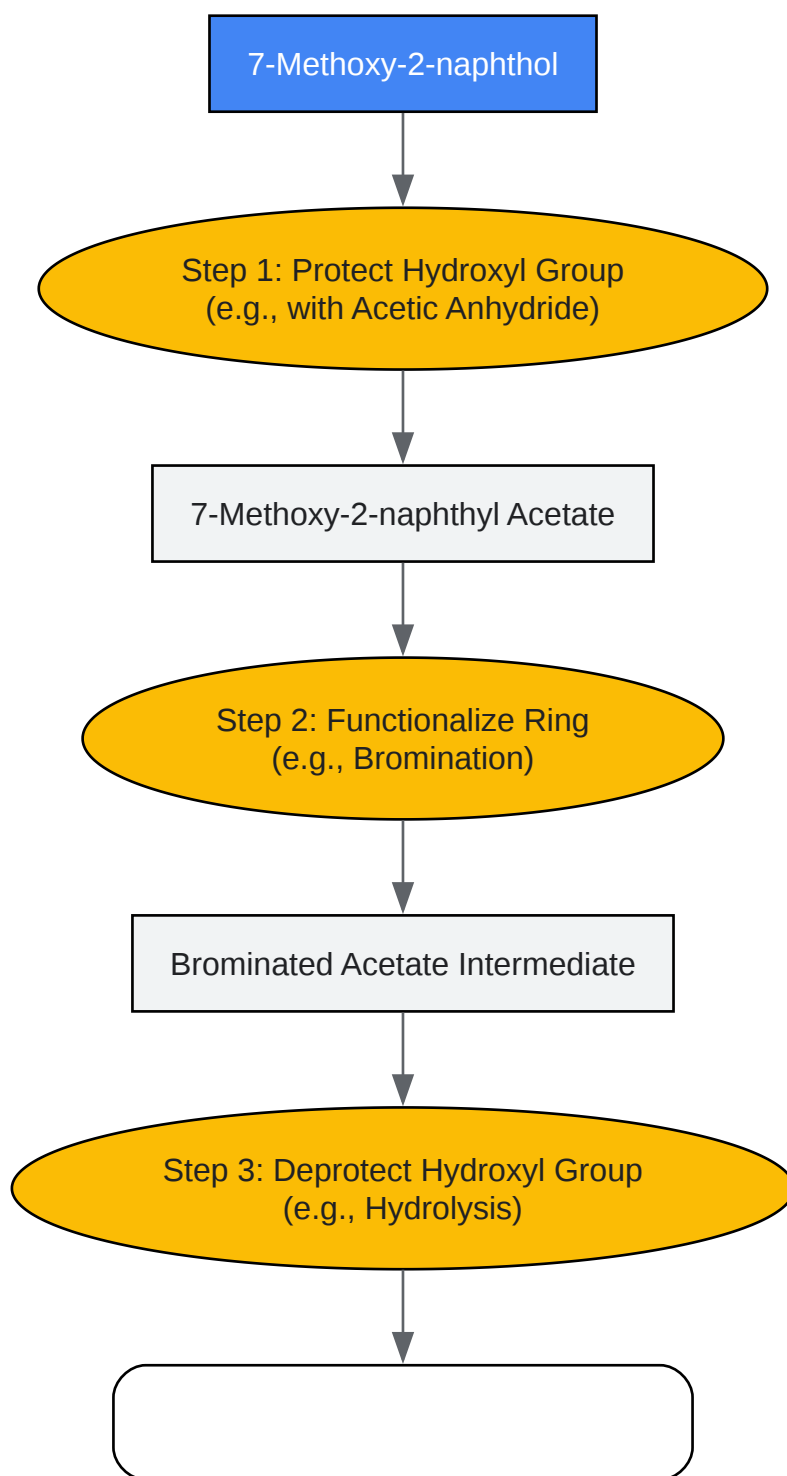 7-Methoxy-2-naphthol
Step 1: Protect Hydroxyl Group
(e.g., with Acetic Anhydride)
7-Methoxy-2-naphthyl Acetate
Step 2: Functionalize Ring
(e.g., Bromination)
Brominated Acetate Intermediate
Step 3: Deprotect Hydroxyl Group
(e.g., Hydrolysis)